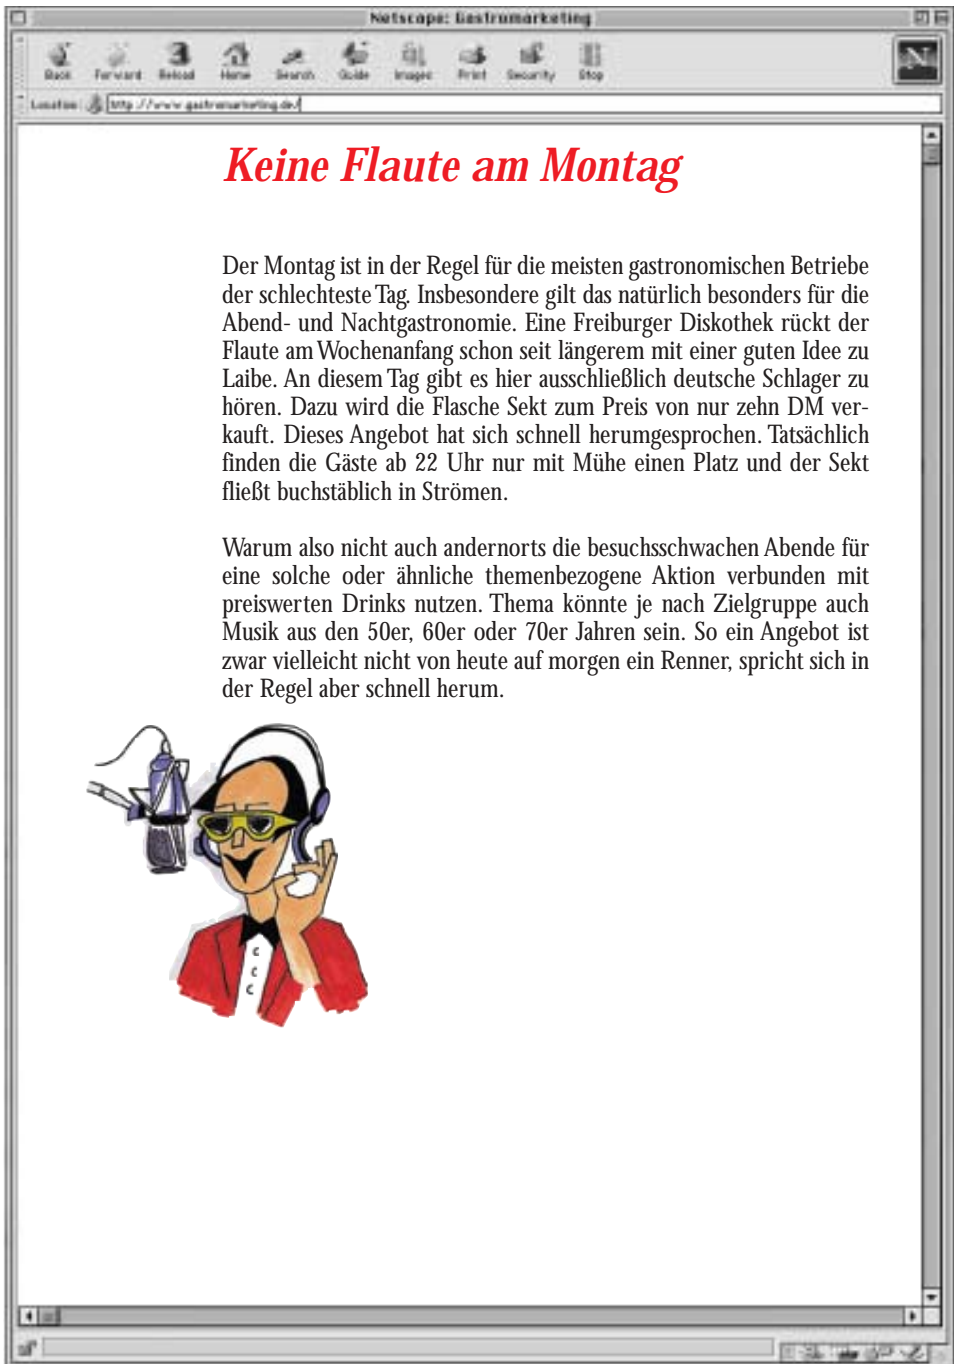 Netscape: Gastromarketing
Back Forward Reload Home Search Guide Images Print Security Stop
Location: http://www.gastromarketing.de/
N
Keine Flaute am Montag
Der Montag ist in der Regel für die meisten gastronomischen Betriebe
der schlechteste Tag. Insbesondere gilt das natürlich besonders für die
Abend- und Nachtgastronomie. Eine Freiburger Diskothek rückt der
Flaute am Wochenanfang schon seit längerem mit einer guten Idee zu
Laibe. An diesem Tag gibt es hier ausschließlich deutsche Schlager zu
hören. Dazu wird die Flasche Sekt zum Preis von nur zehn DM ver-
kauft. Dieses Angebot hat sich schnell herumgesprochen. Tatsächlich
finden die Gäste ab 22 Uhr nur mit Mühe einen Platz und der Sekt
fließt buchstäblich in Strömen.
Warum also nicht auch andernorts die besuchsschwachen Abende für
eine solche oder ähnliche themenbezogene Aktion verbunden mit
preiswerten Drinks nutzen. Thema könnte je nach Zielgruppe auch
Musik aus den 50er, 60er oder 70er Jahren sein. So ein Angebot ist
zwar vielleicht nicht von heute auf morgen ein Renner, spricht sich in
der Regel aber schnell herum.